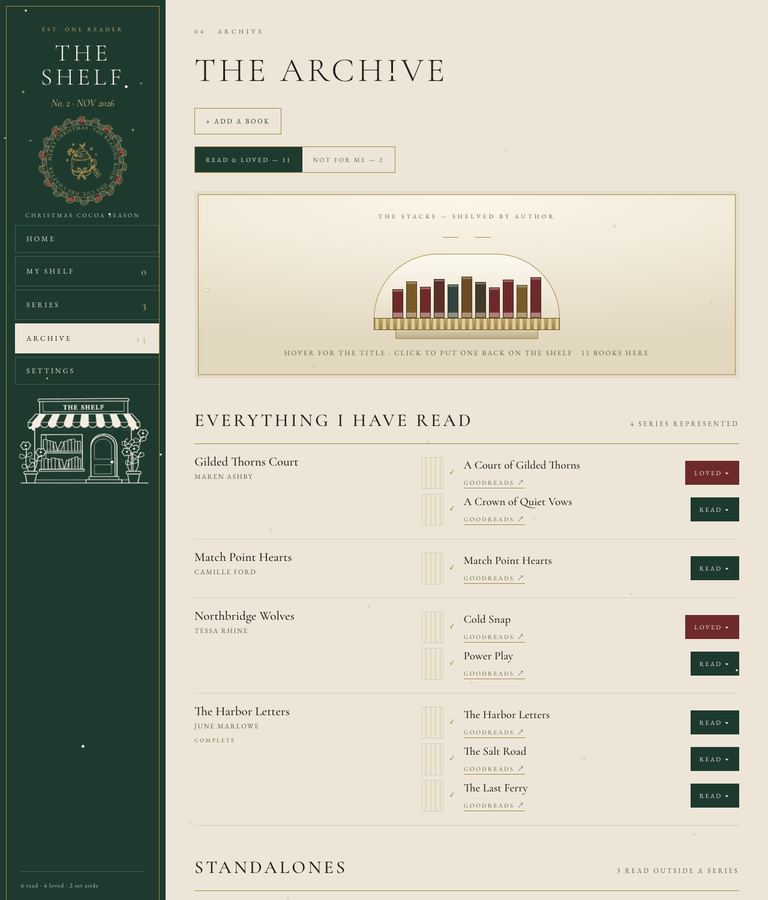 EST. ONE READER
THE
SHELF
No. 2 · NOV 2026
CHRISTMAS COCOA SEASON
HOME
MY SHELF 0
SERIES 3
ARCHIVE 13
SETTINGS
THE SHELF
6 read · 4 loved · 2 set aside
04 · ARCHIVE
THE ARCHIVE
+ ADD A BOOK
READ & LOVED — 11 NOT FOR ME — 2
THE STACKS — SHELVED BY AUTHOR
HOVER FOR THE TITLE · CLICK TO PUT ONE BACK ON THE SHELF · 11 BOOKS HERE
EVERYTHING I HAVE READ 4 SERIES REPRESENTED
Gilded Thorns Court
MAREN ASHBY
A Court of Gilded Thorns
GOODREADS ↗
LOVED
A Crown of Quiet Vows
GOODREADS ↗
READ
Match Point Hearts
CAMILLE FORD
Match Point Hearts
GOODREADS ↗
READ
Northbridge Wolves
TESSA RHINE
Cold Snap
GOODREADS ↗
LOVED
Power Play
GOODREADS ↗
READ
The Harbor Letters
JUNE MARLOWE
COMPLETE
The Harbor Letters
GOODREADS ↗
READ
The Salt Road
GOODREADS ↗
READ
The Last Ferry
GOODREADS ↗
READ
STANDALONES 3 READ OUTSIDE A SERIES